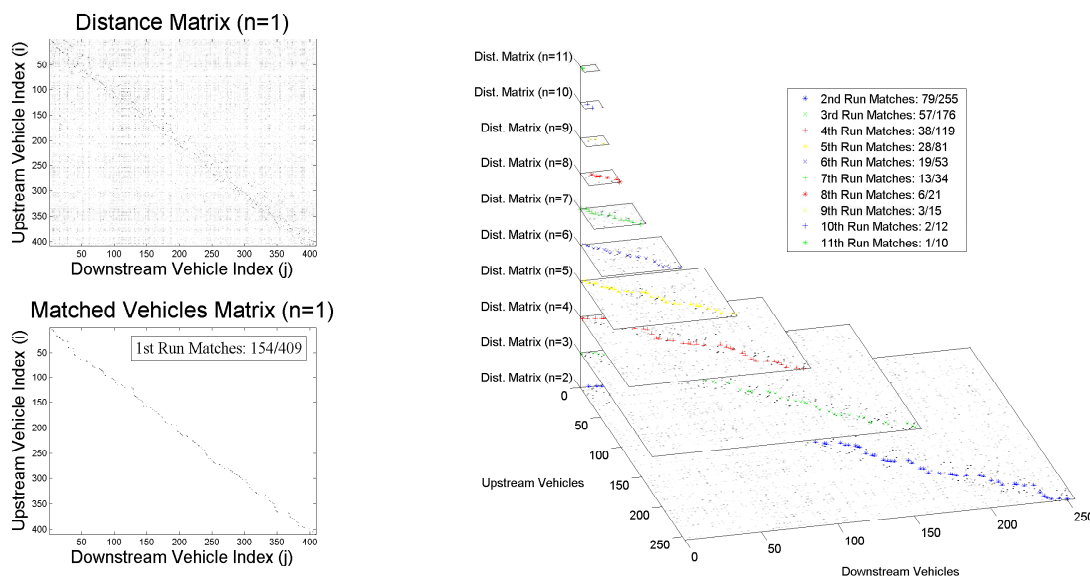 Distance Matrix (n=1)
Upstream Vehicle Index (i)
50
100
150
200
250
300
350
400
50 100 150 200 250 300 350 400
Downstream Vehicle Index (j)
Matched Vehicles Matrix (n=1)
1st Run Matches: 154/409
Upstream Vehicle Index (i)
50
100
150
200
250
300
350
400
50 100 150 200 250 300 350 400
Downstream Vehicle Index (j)
Dist. Matrix (n=11)
Dist. Matrix (n=10)
Dist. Matrix (n=9)
Dist. Matrix (n=8)
Dist. Matrix (n=7)
Dist. Matrix (n=6)
Dist. Matrix (n=5)
Dist. Matrix (n=4)
Dist. Matrix (n=3)
Dist. Matrix (n=2)
2nd Run Matches: 79/255
3rd Run Matches: 57/176
4th Run Matches: 38/119
5th Run Matches: 28/81
6th Run Matches: 19/53
7th Run Matches: 13/34
8th Run Matches: 6/21
9th Run Matches: 3/15
10th Run Matches: 2/12
11th Run Matches: 1/10
0
50
100
150
200
250
Upstream Vehicles
0
50
100
150
200
250
Downstream Vehicles